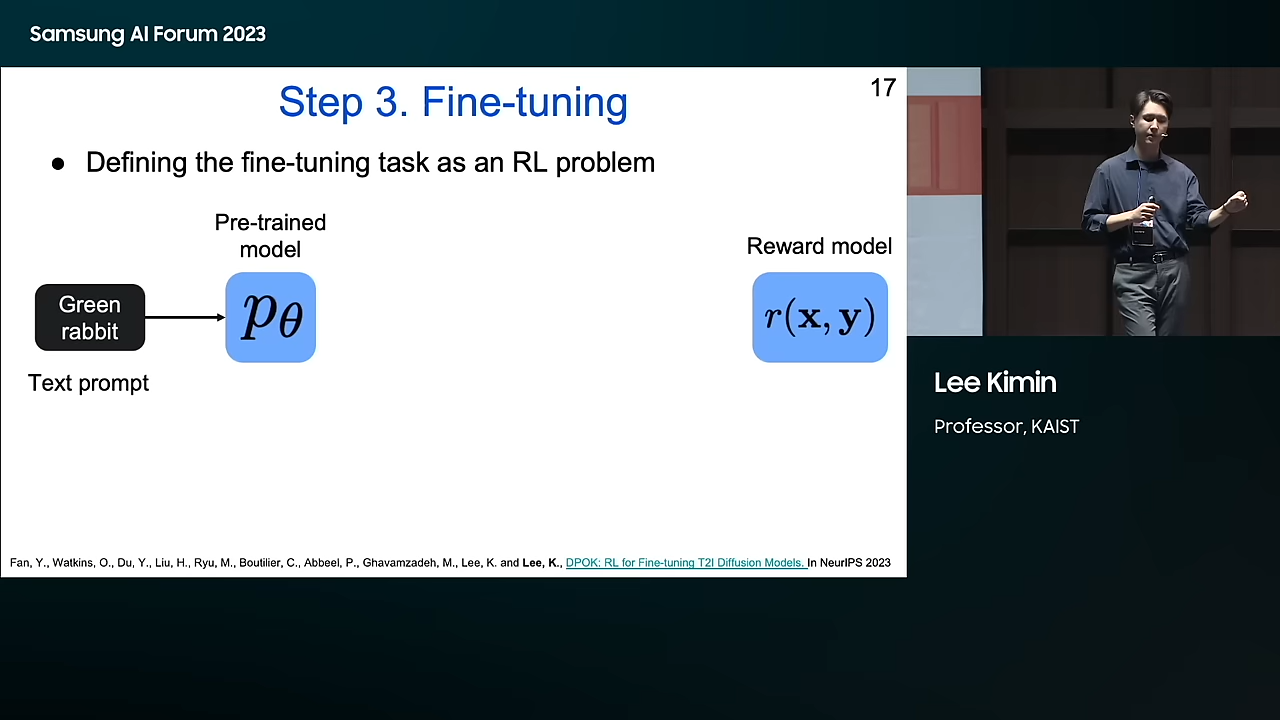 Samsung AI Forum 2023
Step 3. Fine-tuning
17
● Defining the fine-tuning task as an RL problem
Pre-trained
model
Reward model
Green
rabbit
p_θ
r(x, y)
Text prompt
Fan, Y., Watkins, O., Du, Y., Liu, H., Ryu, M., Boutilier, C., Abbeel, P., Ghavamzadeh, M., Lee, K. and Lee, K., DPOK: RL for Fine-tuning T2I Diffusion Models. In NeurIPS 2023
Lee Kimin
Professor, KAIST